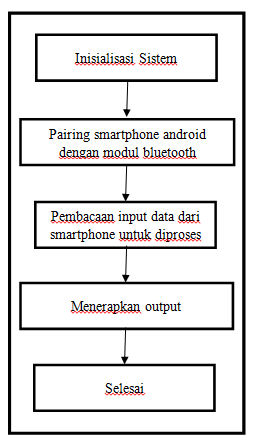 Inisialisasi Sistem
Pairing smartphone android
dengan modul bluetooth
Pembacaan input data dari
smartphone untuk diproses
Menerapkan output
Selesai